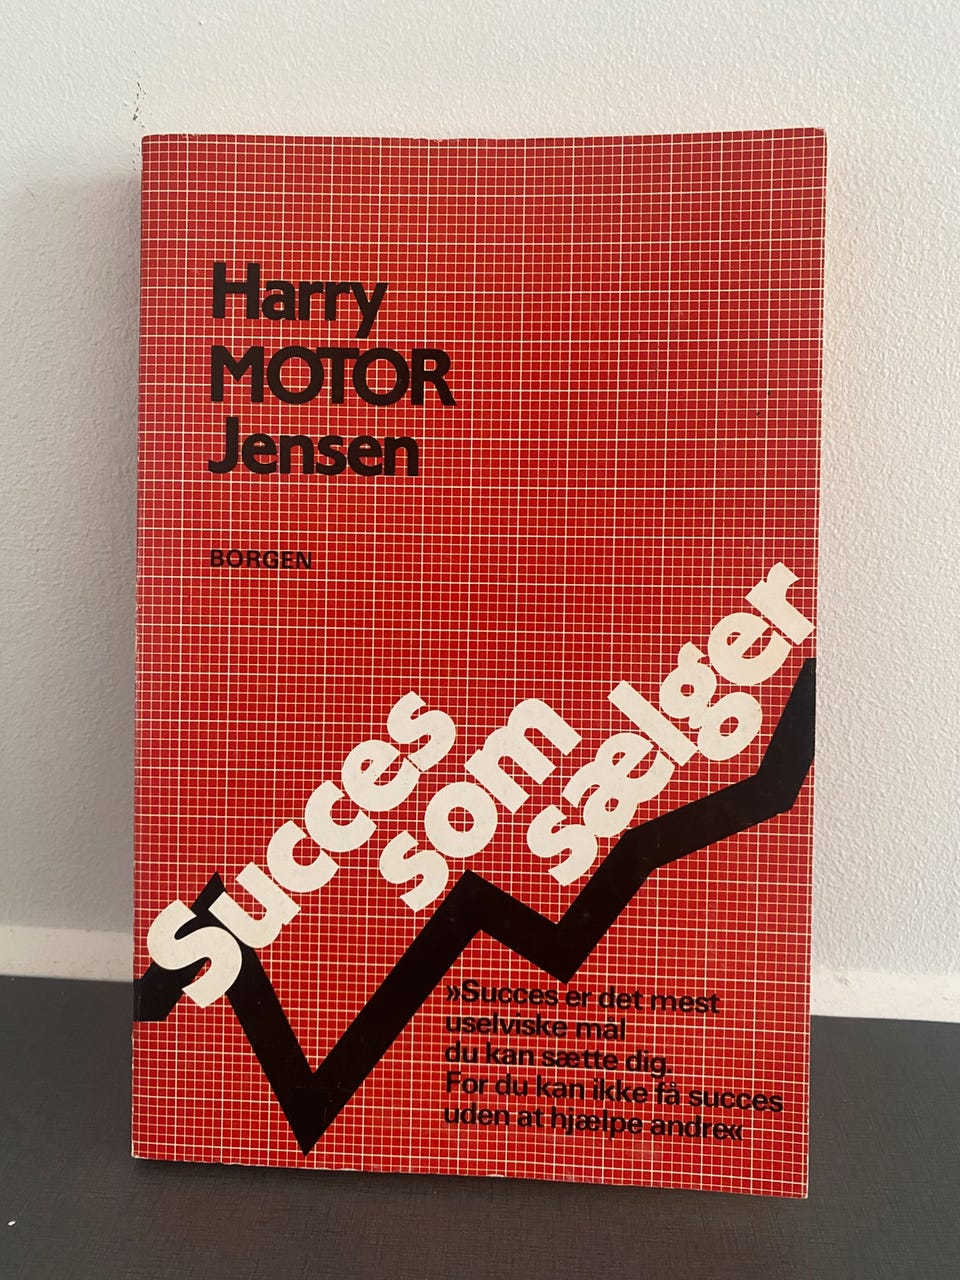 Harry
MOTOR
Jensen
BORGEN
Succes
som
sælger
»Succes er det mest
uselviske mål
du kan sætte dig.
For du kan ikke få succes
uden at hjælpe andre«